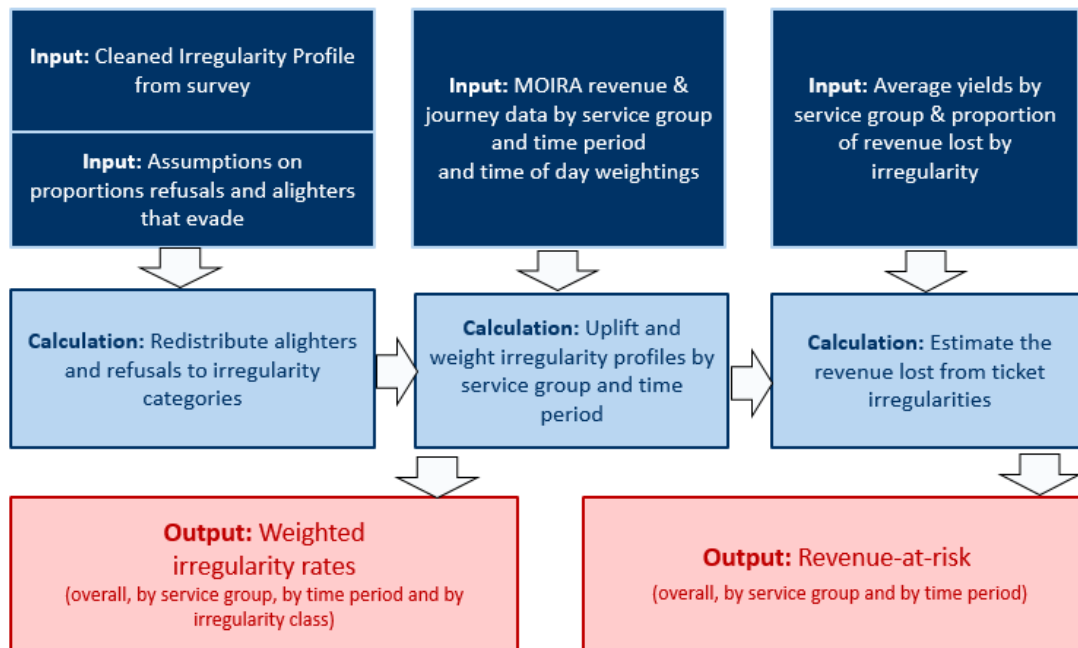 Input: Cleaned Irregularity Profile
from survey
Input: Assumptions on
proportions refusals and alighters
that evade
Input: MOIRA revenue &
journey data by service group
and time period
and time of day weightings
Input: Average yields by
service group & proportion
of revenue lost by
irregularity
Calculation: Redistribute alighters
and refusals to irregularity
categories
Calculation: Uplift and
weight irregularity profiles by
service group and time
period
Calculation: Estimate the
revenue lost from ticket
irregularities
Output: Weighted
irregularity rates
(overall, by service group, by time period and by
irregularity class)
Output: Revenue-at-risk
(overall, by service group and by time period)